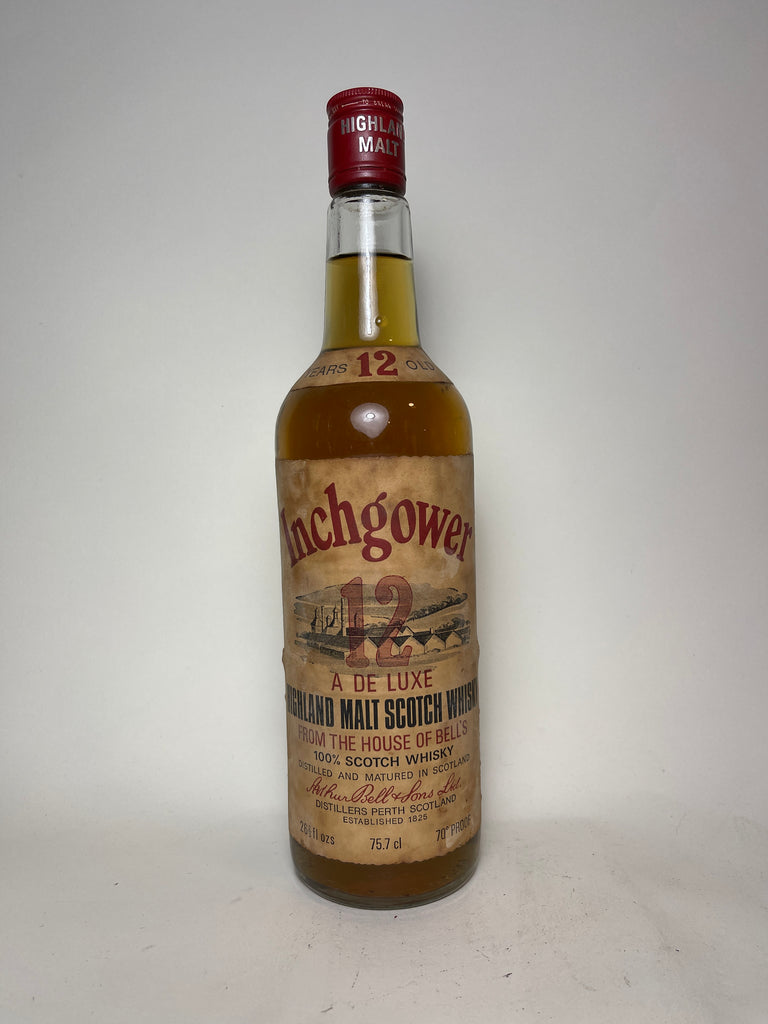 HIGHLAN
MALT
EARS 12 OLD
Inchgower
12
A DE LUXE
HIGHLAND MALT SCOTCH WHISKY
FROM THE HOUSE OF BELL'S
100% SCOTCH WHISKY
DISTILLED AND MATURED IN SCOTLAND
Arthur Bell & Sons Ltd.
DISTILLERS PERTH SCOTLAND
ESTABLISHED 1825
26⅔ fl ozs 75.7 cl 70° PROOF